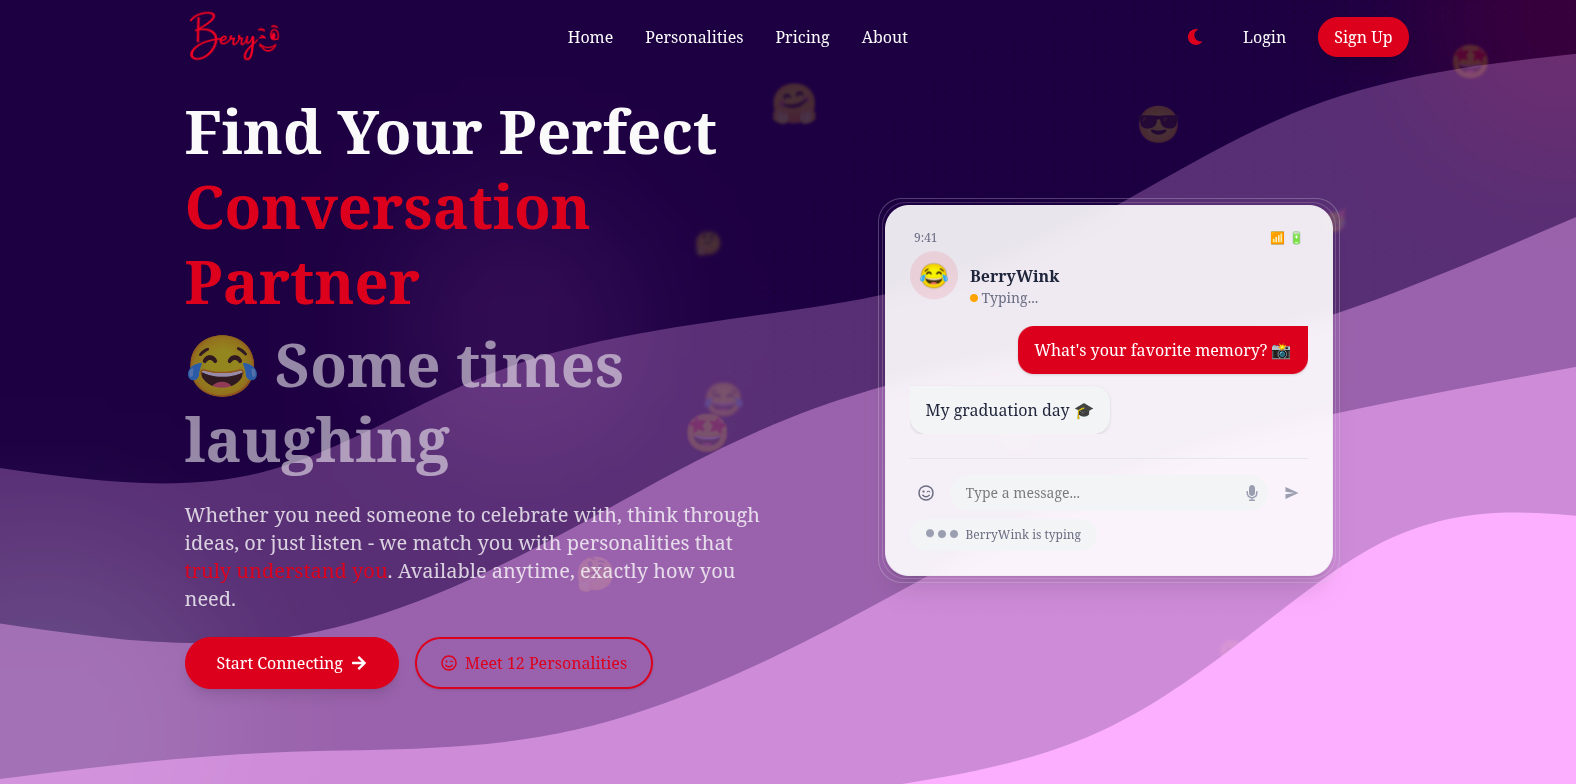 Berry
Home
Personalities
Pricing
About
Login
Sign Up
Find Your Perfect
Conversation
Partner
😂 Some times
laughing
Whether you need someone to celebrate with, think through
ideas, or just listen - we match you with personalities that
truly understand you. Available anytime, exactly how you
need.
Start Connecting
Meet 12 Personalities
9:41
BerryWink
Typing...
What's your favorite memory? 📸
My graduation day 🎓
Type a message...
BerryWink is typing